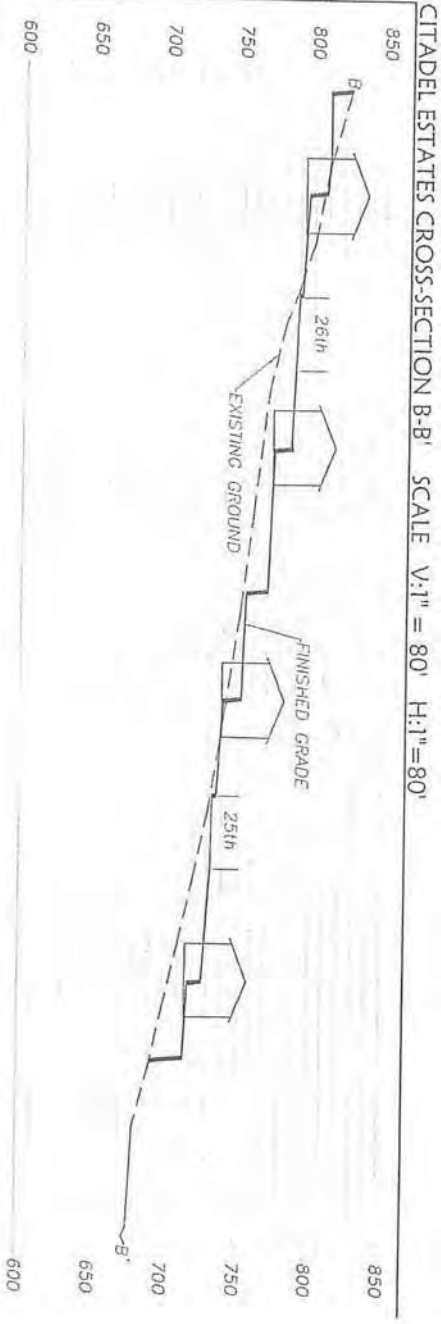 CITADEL ESTATES CROSS-SECTION B-B' SCALE V:1" = 80' H:1"=80'
850
800
750
700
650
600
B
26th
EXISTING GROUND
FINISHED GRADE
25th
B'
850
800
750
700
650
600